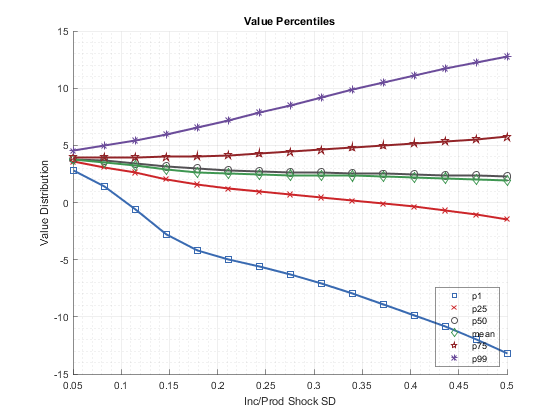 Value Percentiles
15
10
5
0
-5
-10
-15
Value Distribution
0.05 0.1 0.15 0.2 0.25 0.3 0.35 0.4 0.45 0.5
Inc/Prod Shock SD
p1
p25
p50
mean
p75
p99